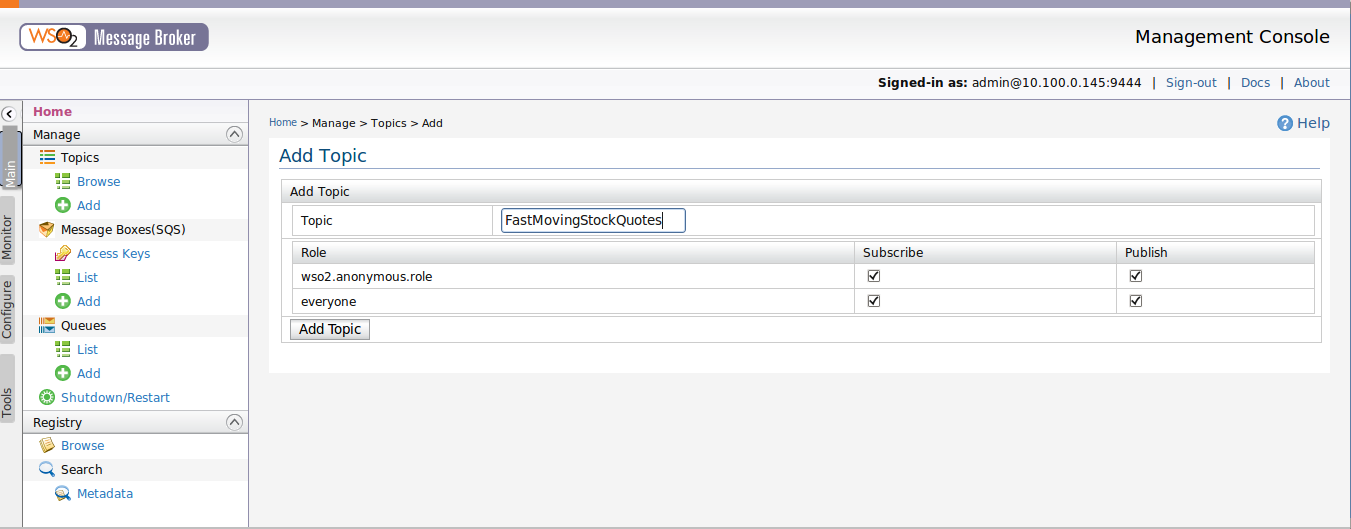 WSO2 Message Broker
Management Console
Signed-in as: admin@10.100.0.145:9444 | Sign-out | Docs | About
Main
Monitor
Configure
Tools
Home
Manage
Topics
Browse
Add
Message Boxes(SQS)
Access Keys
List
Add
Queues
List
Add
Shutdown/Restart
Registry
Browse
Search
Metadata
Home > Manage > Topics > Add
Help
Add Topic
Add Topic
Topic FastMovingStockQuotes
Role Subscribe Publish
wso2.anonymous.role
everyone
Add Topic